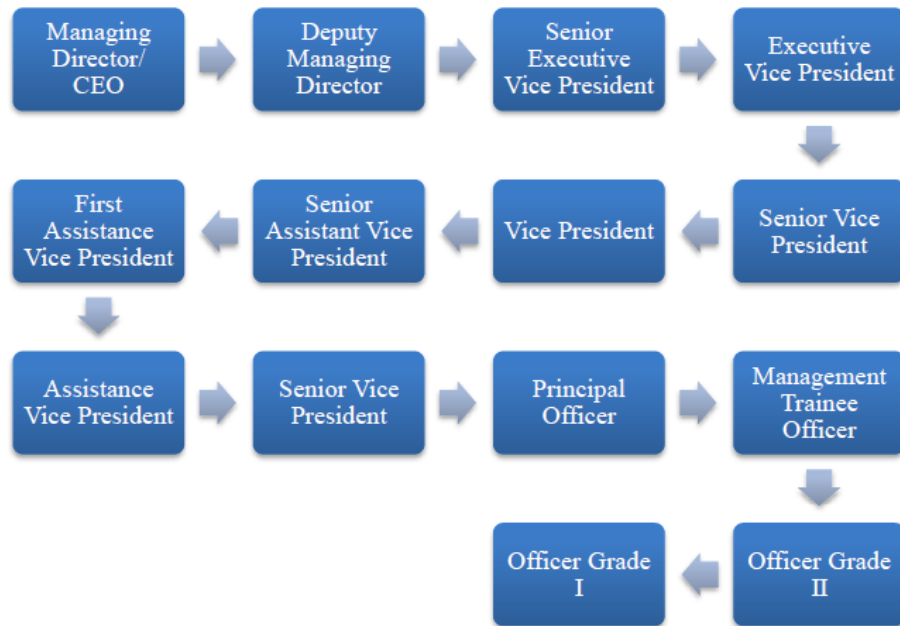 Managing
Director/
CEO
Deputy
Managing
Director
Senior
Executive
Vice President
Executive
Vice President
Senior Vice
President
Vice President
Senior
Assistant Vice
President
First
Assistance
Vice President
Assistance
Vice President
Senior Vice
President
Principal
Officer
Management
Trainee
Officer
Officer Grade
II
Officer Grade
I